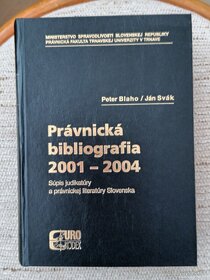 MINISTERSTVO SPRAVODLIVOSTI SLOVENSKEJ REPUBLIKY
PRÁVNICKÁ FAKULTA TRNAVSKEJ UNIVERZITY V TRNAVE
Peter Blaho / Ján Svák
Právnická
bibliografia
2001 – 2004
Súpis judikatúry
a právnickej literatúry Slovenska
EURO
CODEX